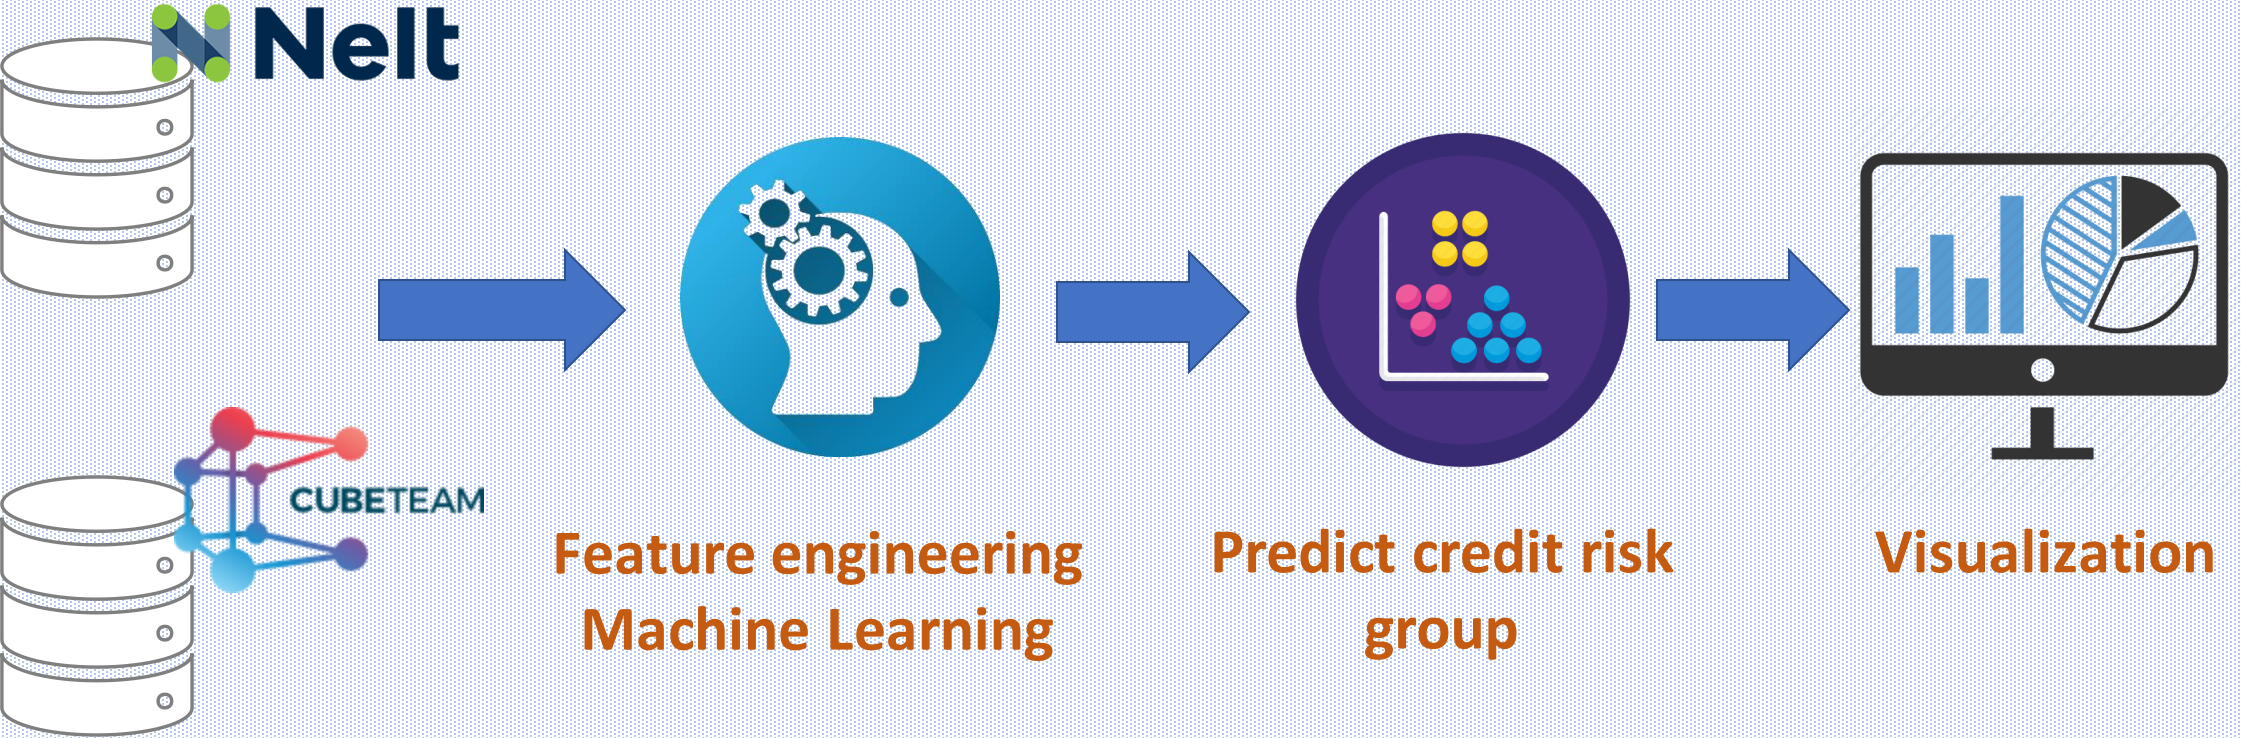 Nelt
CUBETEAM
Feature engineering
Machine Learning
Predict credit risk
group
Visualization